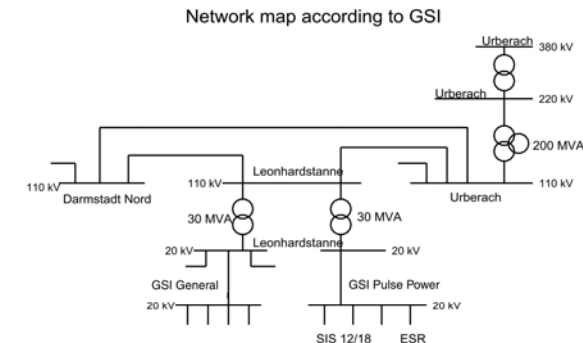 Network map according to GSI
Urberach
380 kV
Urberach
220 kV
200 MVA
110 kV
Darmstadt Nord
110 kV
Leonhardstanne
110 kV
Urberach
30 MVA
30 MVA
20 kV
Leonhardstanne
20 kV
GSI General
GSI Pulse Power
20 kV
20 kV
SIS 12/18
ESR